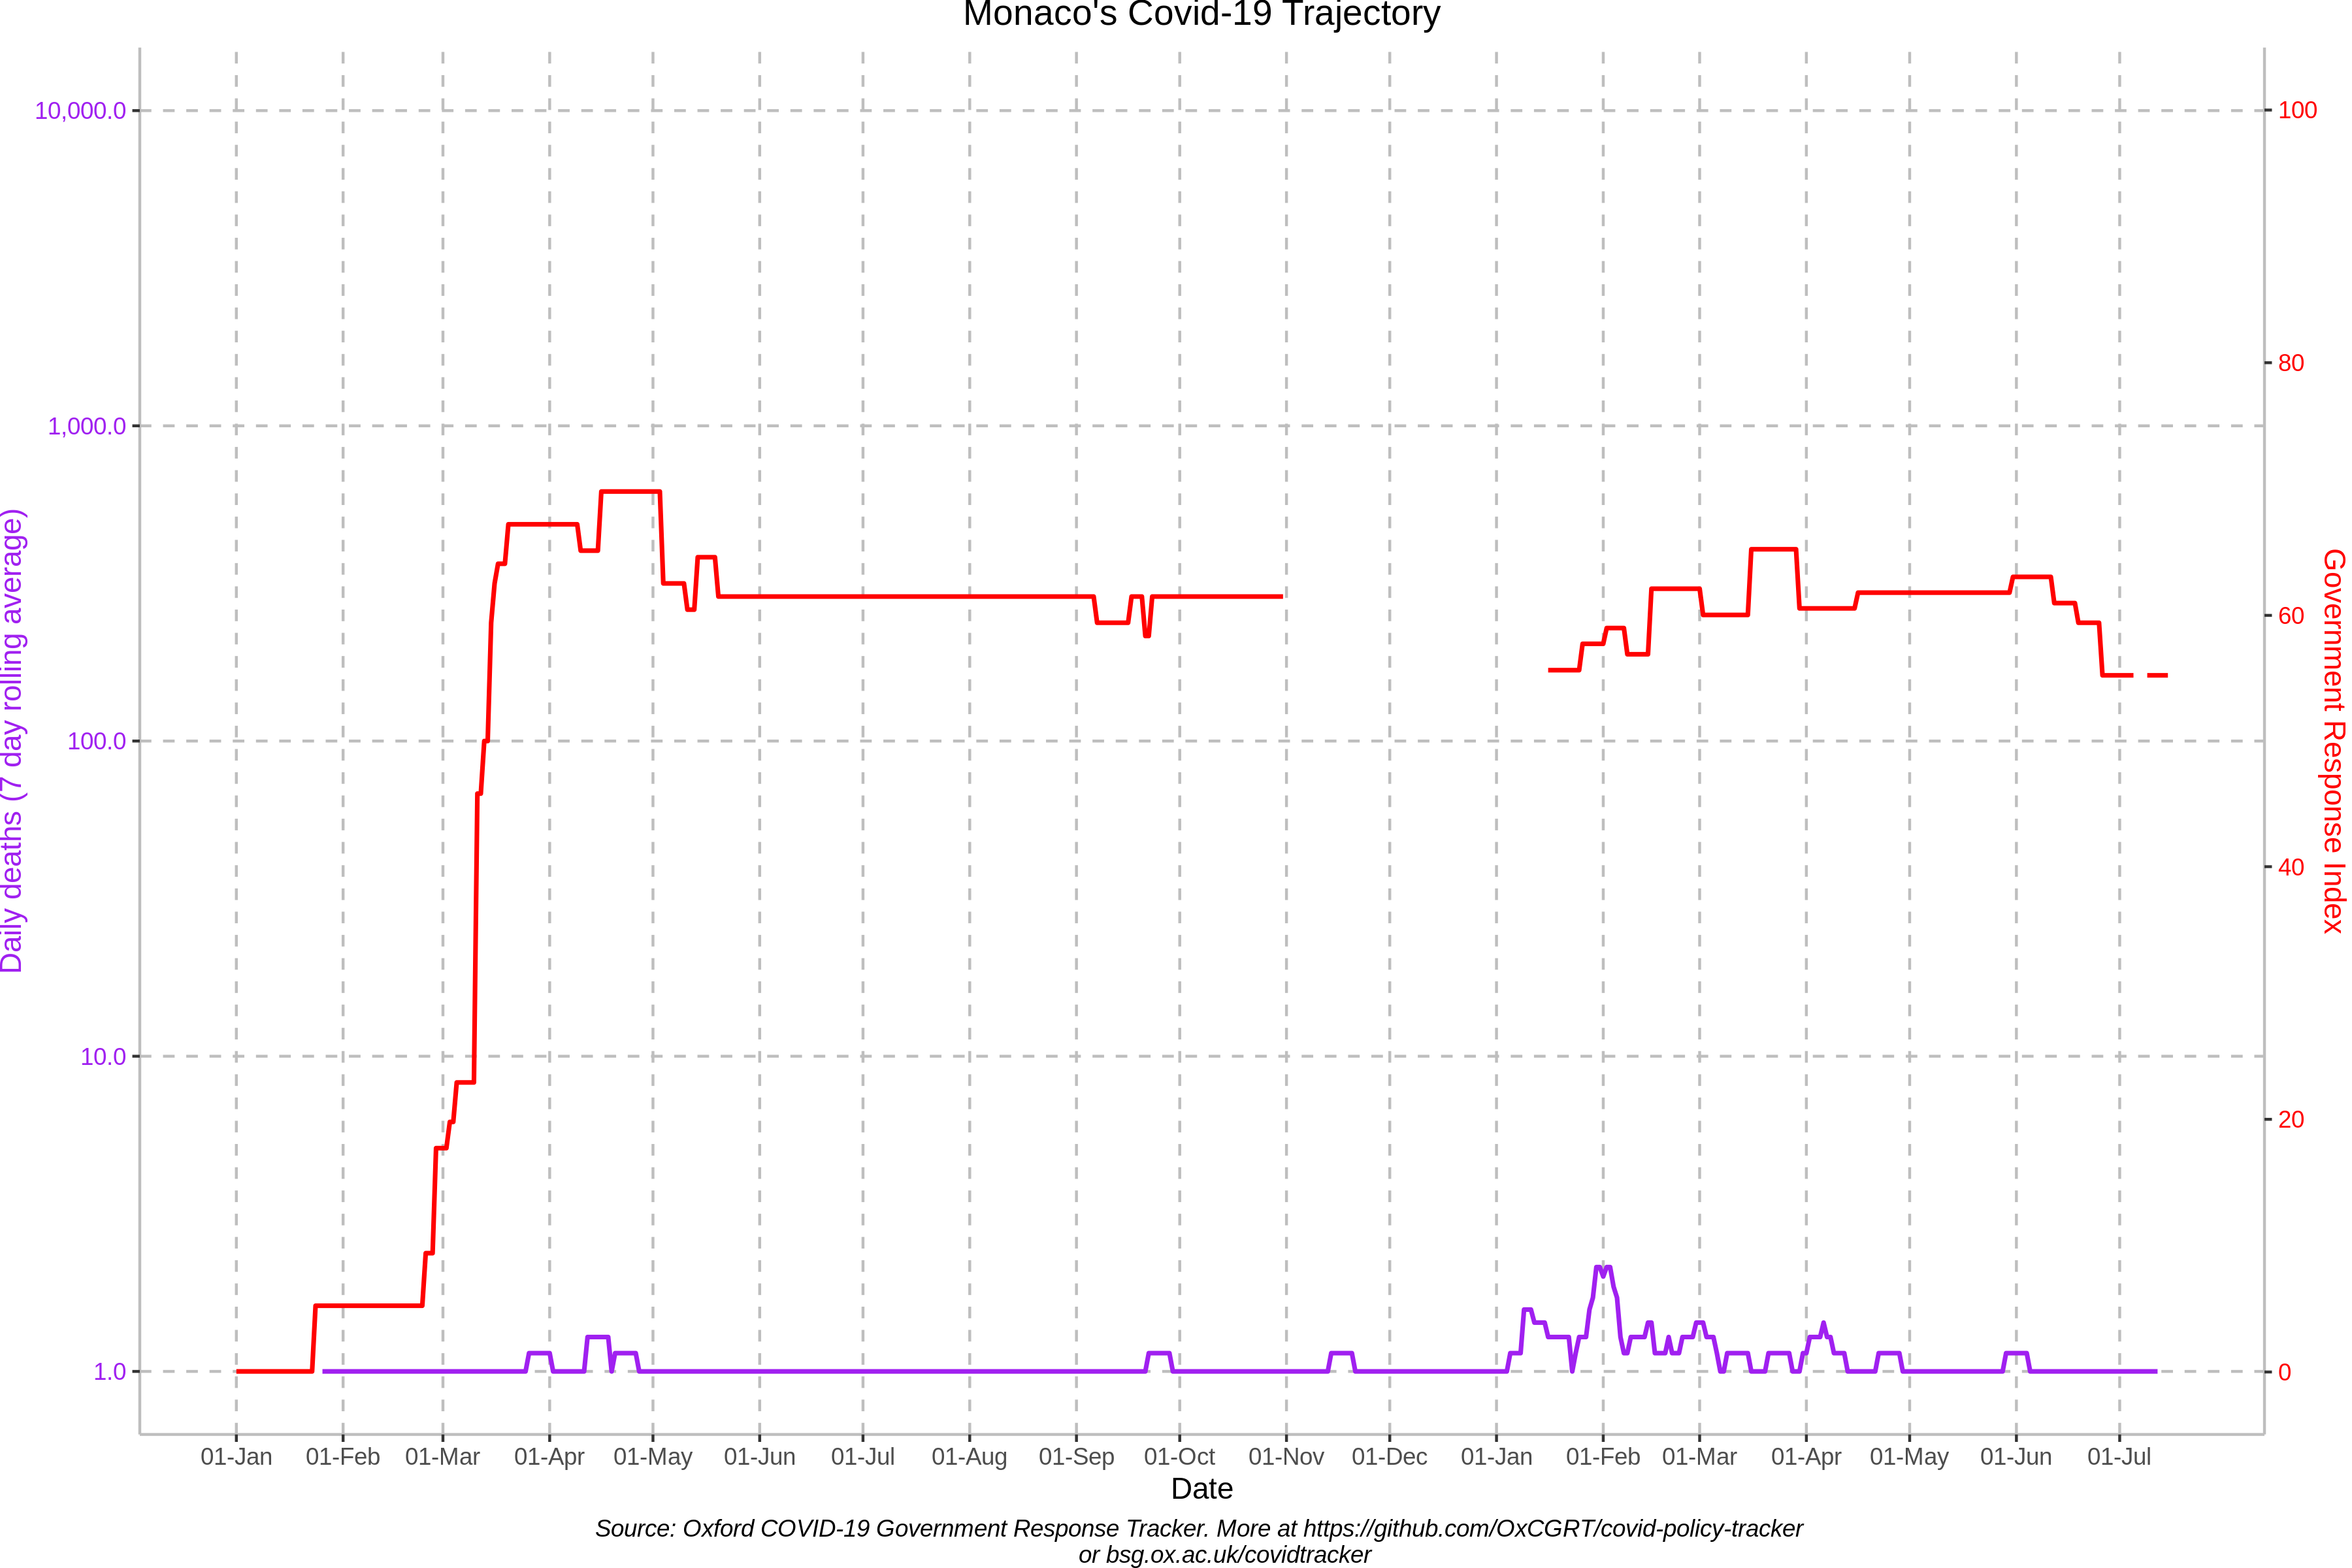 Monaco's Covid-19 Trajectory
10,000.0
1,000.0
100.0
10.0
1.0
Daily deaths (7 day rolling average)
100
80
60
40
20
0
Government Response Index
01-Jan 01-Feb 01-Mar 01-Apr 01-May 01-Jun 01-Jul 01-Aug 01-Sep 01-Oct 01-Nov 01-Dec 01-Jan 01-Feb 01-Mar 01-Apr 01-May 01-Jun 01-Jul
Date
Source: Oxford COVID-19 Government Response Tracker. More at https://github.com/OxCGRT/covid-policy-tracker
or bsg.ox.ac.uk/covidtracker